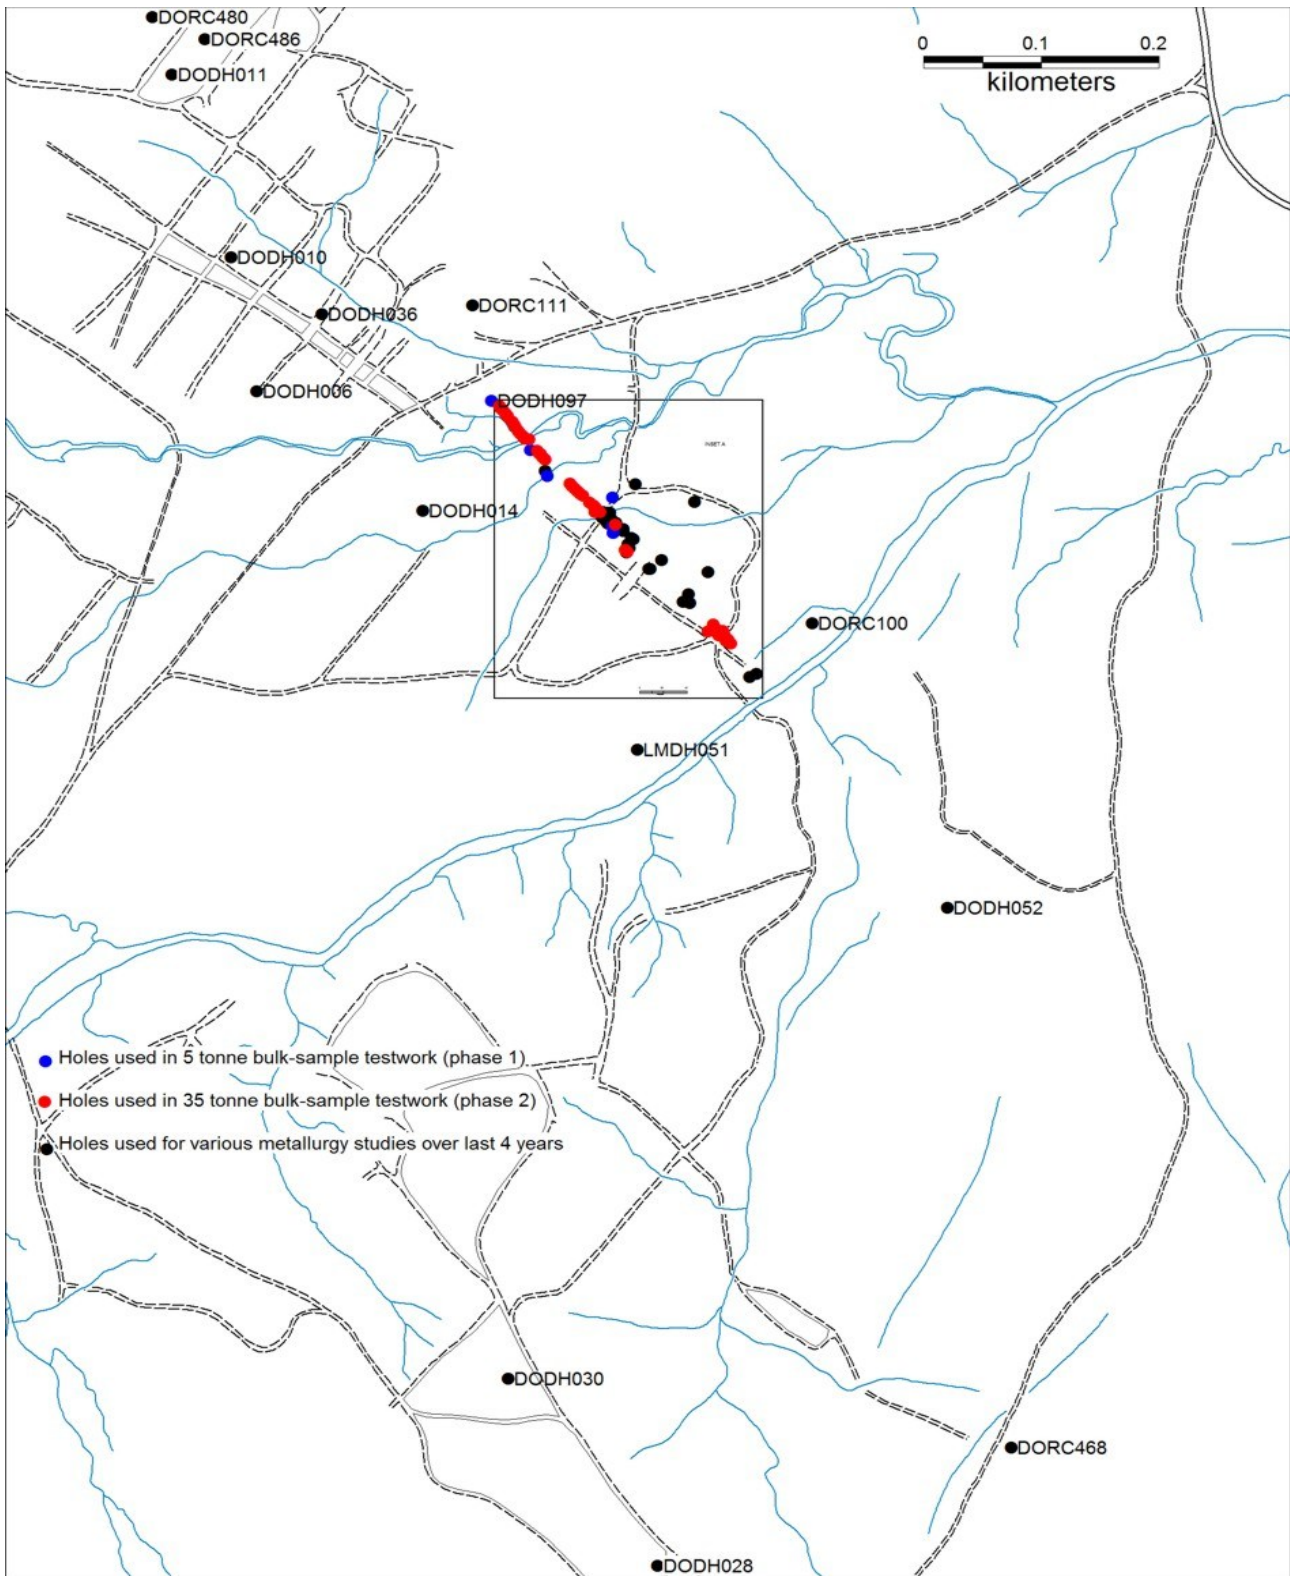 DORC480
DORC486
DODH011
0 0.1 0.2
kilometers
DODH010
DORC111
DODH036
DODH006
DODH097
INSET A
DODH014
DORC100
LMDH051
DODH052
Holes used in 5 tonne bulk-sample testwork (phase 1)
Holes used in 35 tonne bulk-sample testwork (phase 2)
Holes used for various metallurgy studies over last 4 years
DODH030
DORC468
DODH028